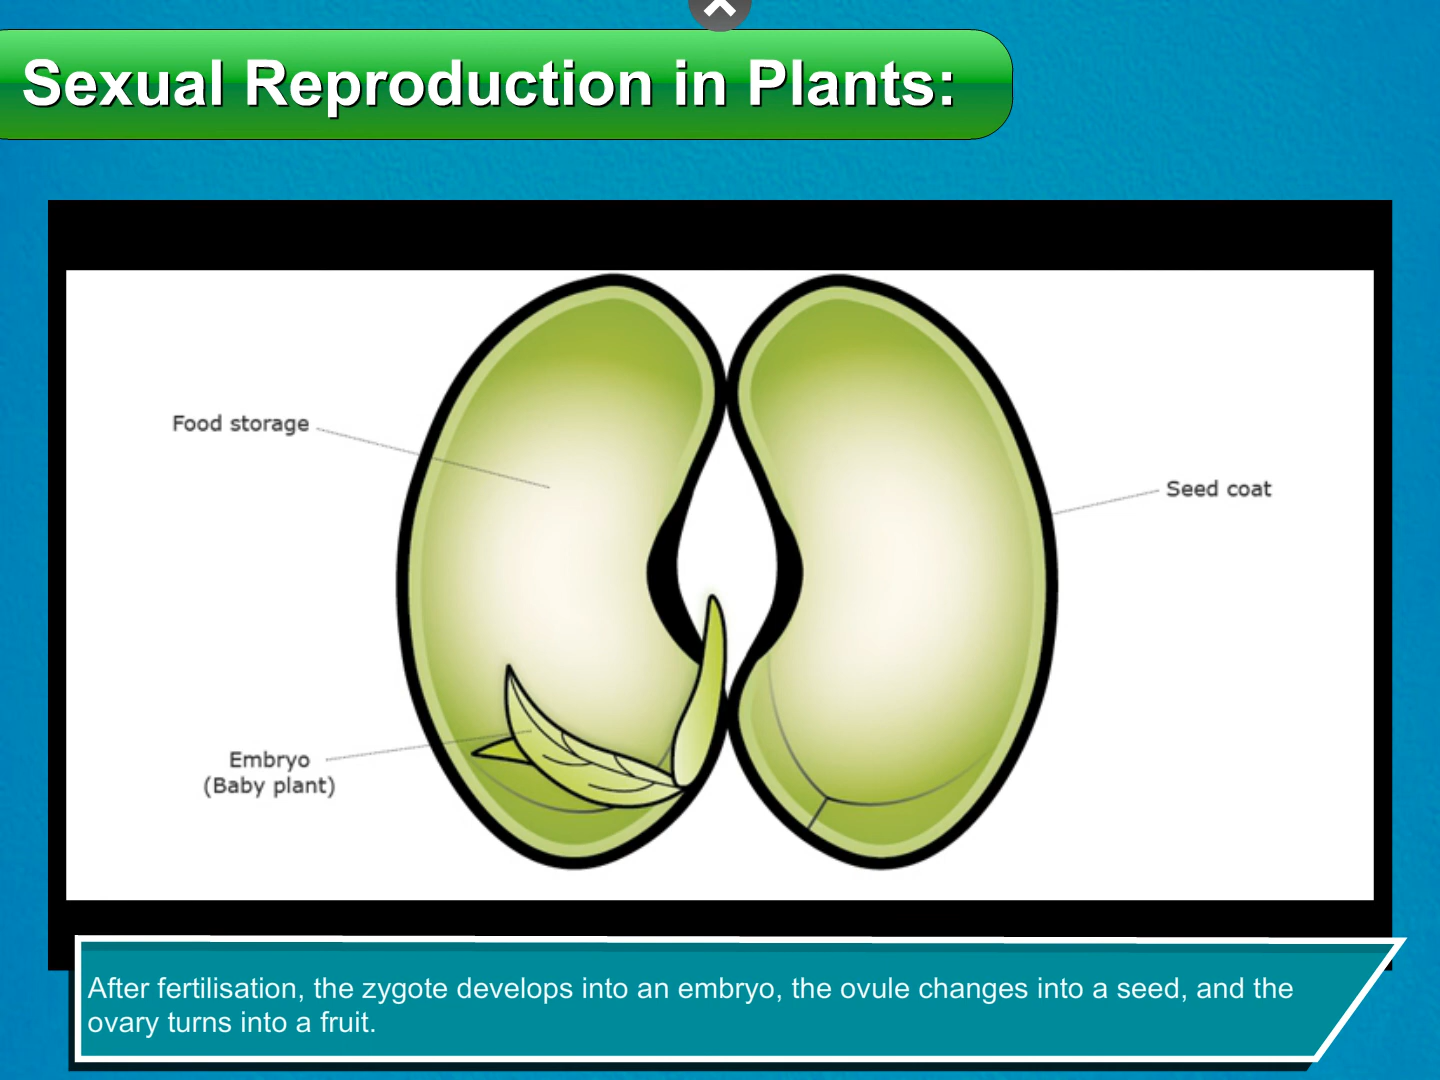 Sexual Reproduction in Plants:
Food storage
Seed coat
Embryo
(Baby plant)
After fertilisation, the zygote develops into an embryo, the ovule changes into a seed, and the
ovary turns into a fruit.